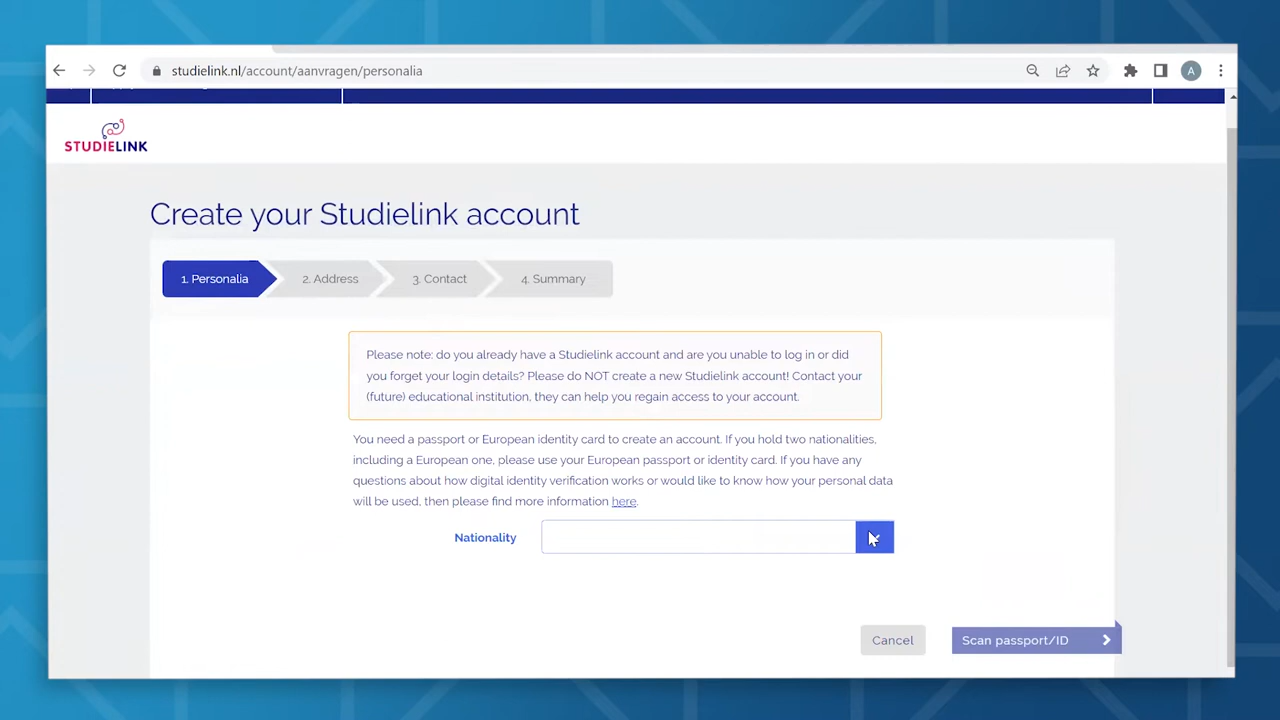 studielink.nl/account/aanvragen/personalia
A
STUDIELINK
Create your Studielink account
1. Personalia
2. Address
3. Contact
4. Summary
Please note: do you already have a Studielink account and are you unable to log in or did
you forget your login details? Please do NOT create a new Studielink account! Contact your
(future) educational institution, they can help you regain access to your account.
You need a passport or European identity card to create an account. If you hold two nationalities,
including a European one, please use your European passport or identity card. If you have any
questions about how digital identity verification works or would like to know how your personal data
will be used, then please find more information here.
Nationality
Cancel
Scan passport/ID